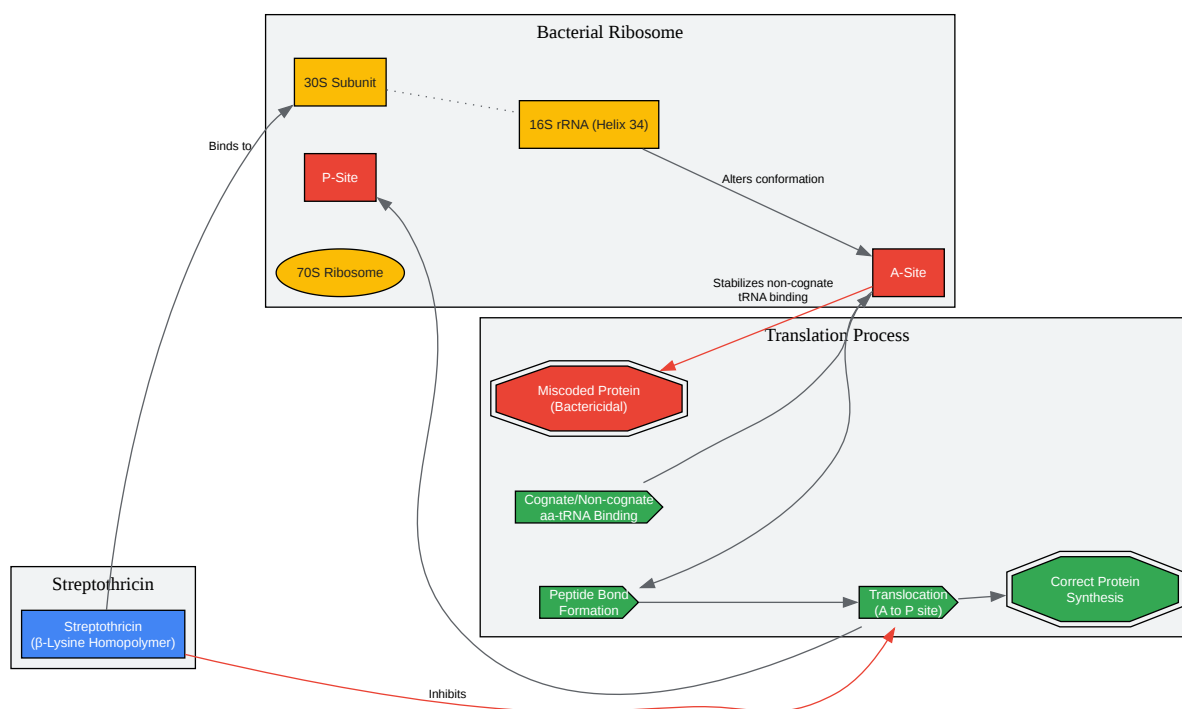 Bacterial Ribosome
30S Subunit
16S rRNA (Helix 34)
Binds to
P-Site
Alters conformation
70S Ribosome
A-Site
Stabilizes non-cognate
tRNA binding
Translation Process
Miscoded Protein
(Bactericidal)
Cognate/Non-cognate
aa-tRNA Binding
Peptide Bond
Formation
Translocation
(A to P site)
Correct Protein
Synthesis
Streptothricin
Streptothricin
(β-Lysine Homopolymer)
Inhibits